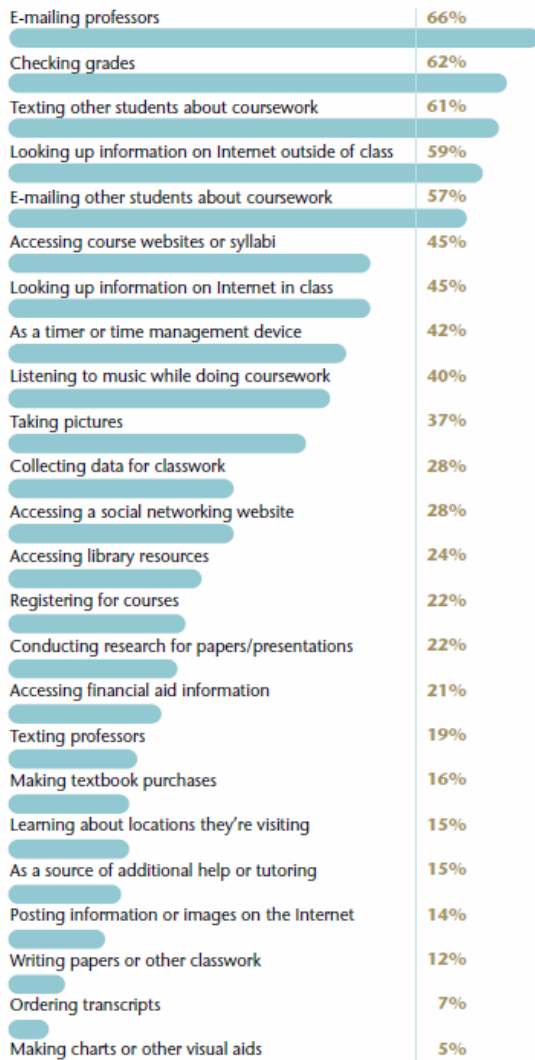 E-mailing professors 66%
Checking grades 62%
Texting other students about coursework 61%
Looking up information on Internet outside of class 59%
E-mailing other students about coursework 57%
Accessing course websites or syllabi 45%
Looking up information on Internet in class 45%
As a timer or time management device 42%
Listening to music while doing coursework 40%
Taking pictures 37%
Collecting data for classwork 28%
Accessing a social networking website 28%
Accessing library resources 24%
Registering for courses 22%
Conducting research for papers/presentations 22%
Accessing financial aid information 21%
Texting professors 19%
Making textbook purchases 16%
Learning about locations they're visiting 15%
As a source of additional help or tutoring 15%
Posting information or images on the Internet 14%
Writing papers or other classwork 12%
Ordering transcripts 7%
Making charts or other visual aids 5%